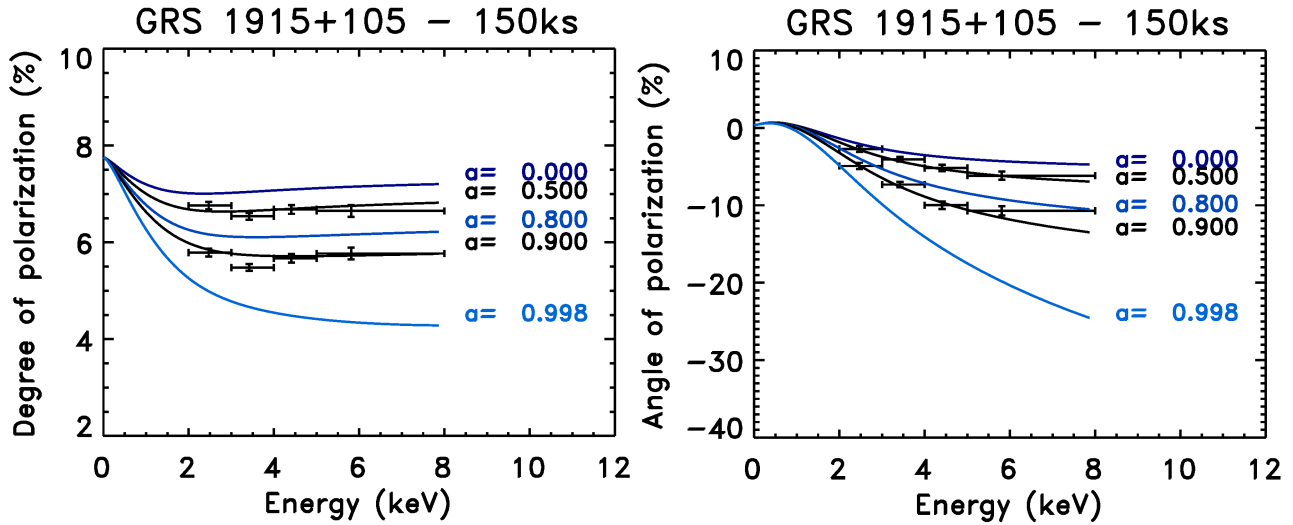 GRS 1915+105 – 150ks
Degree of polarization (%)
10
8
6
4
2
a= 0.000
a= 0.500
a= 0.800
a= 0.900
a= 0.998
0 2 4 6 8 10 12
Energy (keV)
GRS 1915+105 – 150ks
Angle of polarization (%)
10
0
−10
−20
−30
−40
a= 0.000
a= 0.500
a= 0.800
a= 0.900
a= 0.998
0 2 4 6 8 10 12
Energy (keV)